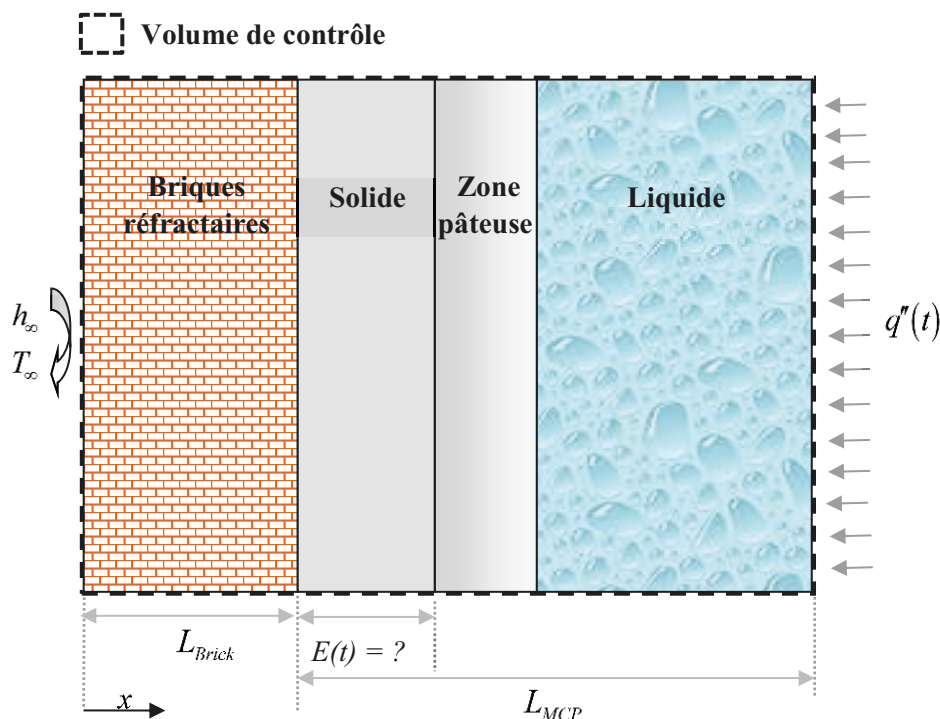 Volume de contrôle
Briques
réfractaires
Solide
Zone
pâteuse
Liquide
h∞
T∞
q"(t)
L_Brick
E(t) = ?
L_MCP
x